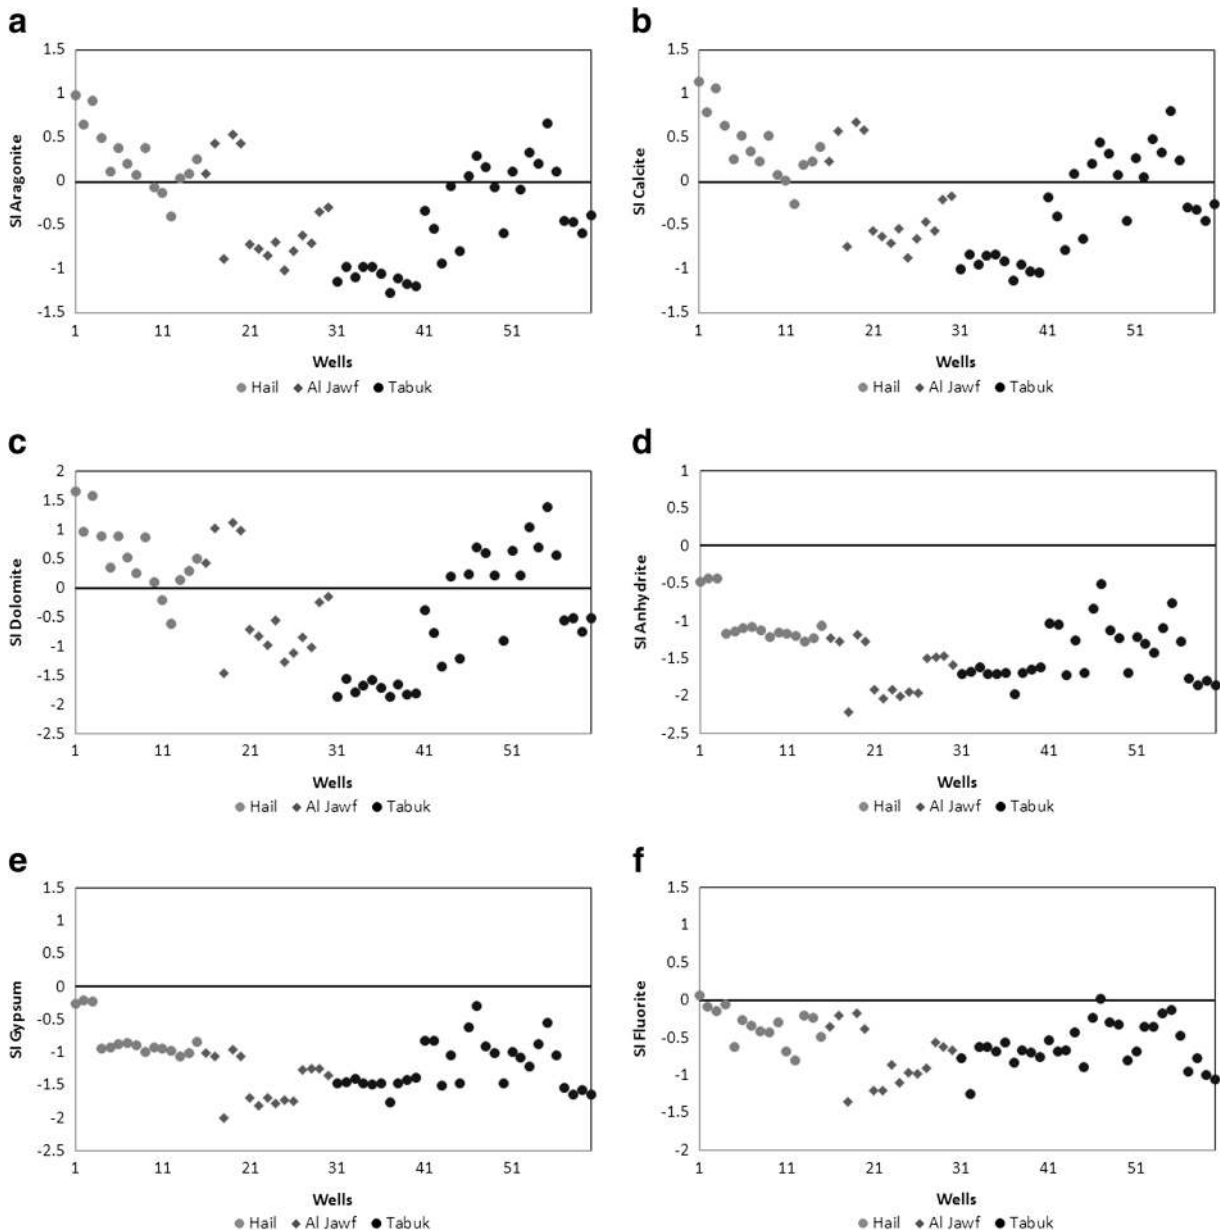 a
1.5
1
0.5
0
-0.5
-1
-1.5
SI Aragonite
1 11 21 31 41 51
Wells
Hail Al Jawf Tabuk
b
1.5
1
0.5
0
-0.5
-1
-1.5
SI Calcite
1 11 21 31 41 51
Wells
Hail Al Jawf Tabuk
c
2
1.5
1
0.5
0
-0.5
-1
-1.5
-2
-2.5
SI Dolomite
1 11 21 31 41 51
Wells
Hail Al Jawf Tabuk
d
1
0.5
0
-0.5
-1
-1.5
-2
-2.5
SI Anhydrite
1 11 21 31 41 51
Wells
Hail Al Jawf Tabuk
e
1.5
1
0.5
0
-0.5
-1
-1.5
-2
-2.5
SI Gypsum
1 11 21 31 41 51
Wells
Hail Al Jawf Tabuk
f
1.5
1
0.5
0
-0.5
-1
-1.5
-2
SI Fluorite
1 11 21 31 41 51
Wells
Hail Al Jawf Tabuk